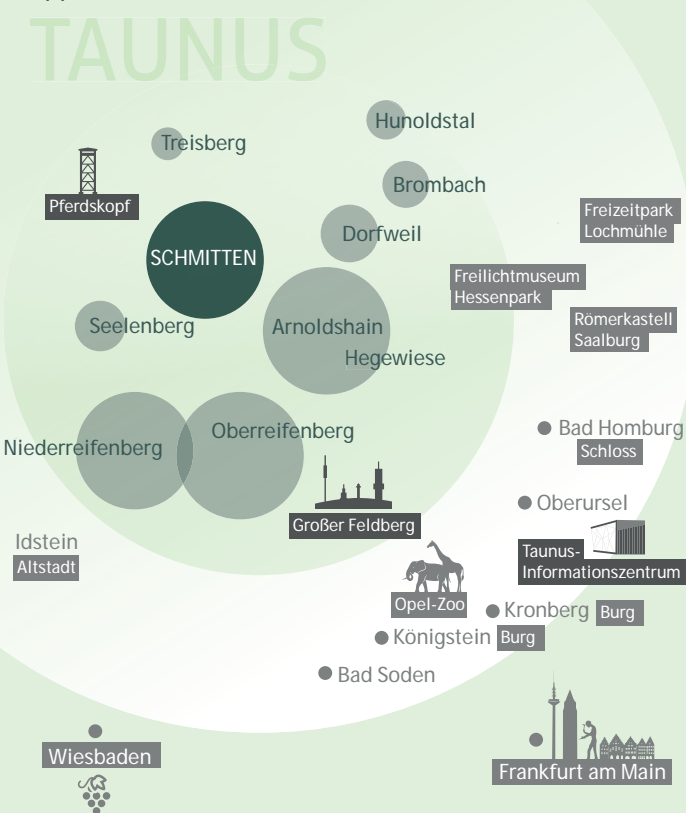 TAUNUS
Hunoldstal
Treisberg
Brombach
Pferdskopf
Freizeitpark
Lochmühle
Dorfweil
SCHMITTEN
Freilichtmuseum
Hessenpark
Römerkastell
Saalburg
Seelenberg
Arnoldshain
Hegewiese
Oberreifenberg
Niederreifenberg
Bad Homburg
Schloss
Oberursel
Großer Feldberg
Idstein
Altstadt
Taunus-
Informationszentrum
Opel-Zoo
Kronberg Burg
Königstein Burg
Bad Soden
Wiesbaden
Frankfurt am Main